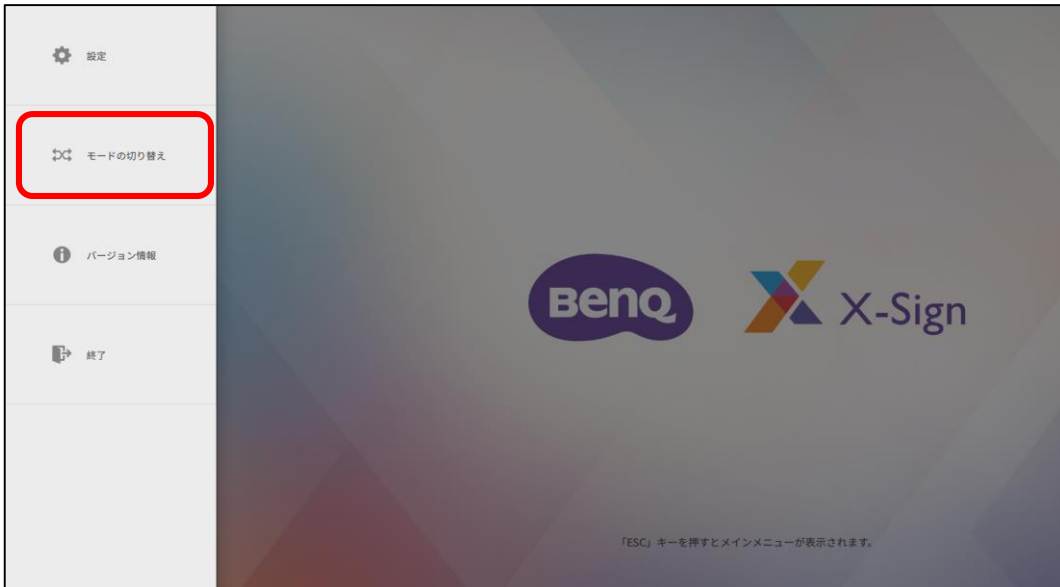 設定
モードの切り替え
バージョン情報
終了
BenQ
X-Sign
「ESC」キーを押すとメインメニューが表示されます。